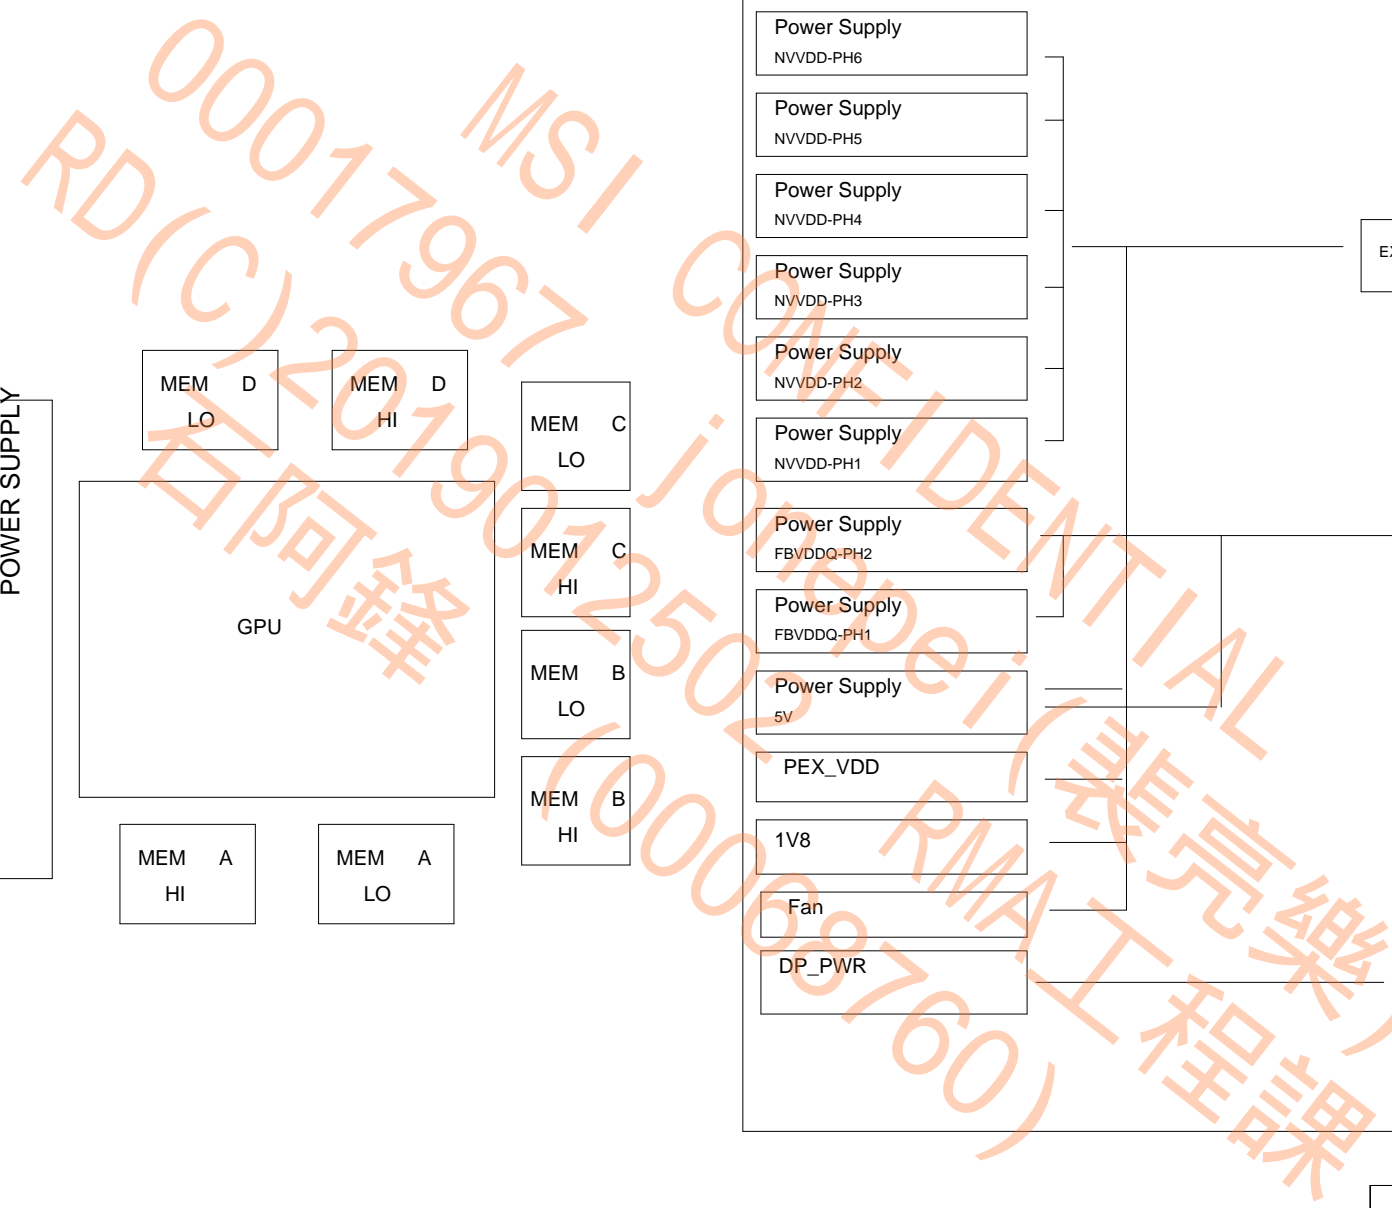 POWER SUPPLY
MEM D
LO
MEM D
HI
MEM C
LO
MEM C
HI
MEM B
LO
MEM B
HI
GPU
MEM A
HI
MEM A
LO
Power Supply
NVVDD-PH6
Power Supply
NVVDD-PH5
Power Supply
NVVDD-PH4
Power Supply
NVVDD-PH3
Power Supply
NVVDD-PH2
Power Supply
NVVDD-PH1
Power Supply
FBVDDQ-PH2
Power Supply
FBVDDQ-PH1
Power Supply
5V
PEX_VDD
1V8
Fan
DP_PWR
MSI CONFIDENTIAL
00017967 jonepei(裴亮樂)
RD(C)2019012502 RMA工程課
石阿鋒 (00068760)